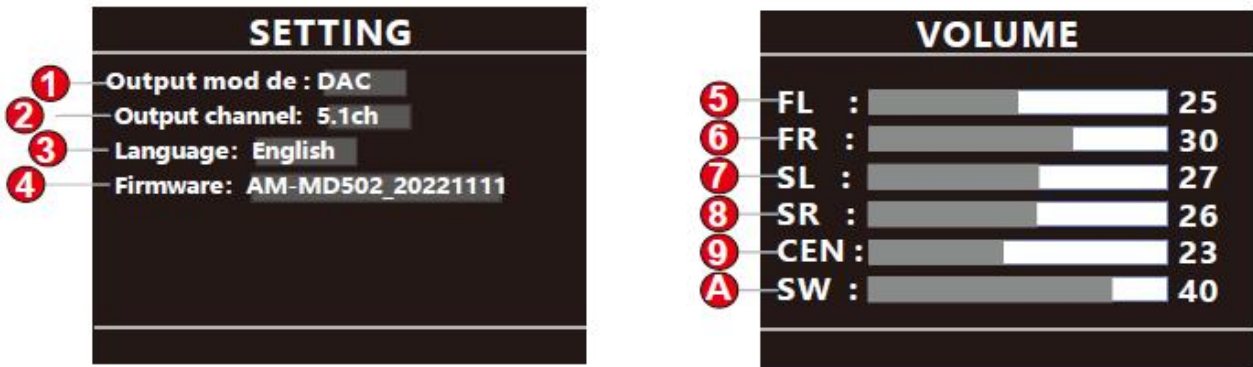 SETTING
1 Output mod de : DAC
2 Output channel: 5.1ch
3 Language: English
4 Firmware: AM-MD502_20221111
VOLUME
5 FL : 25
6 FR : 30
7 SL : 27
8 SR : 26
9 CEN : 23
A SW : 40